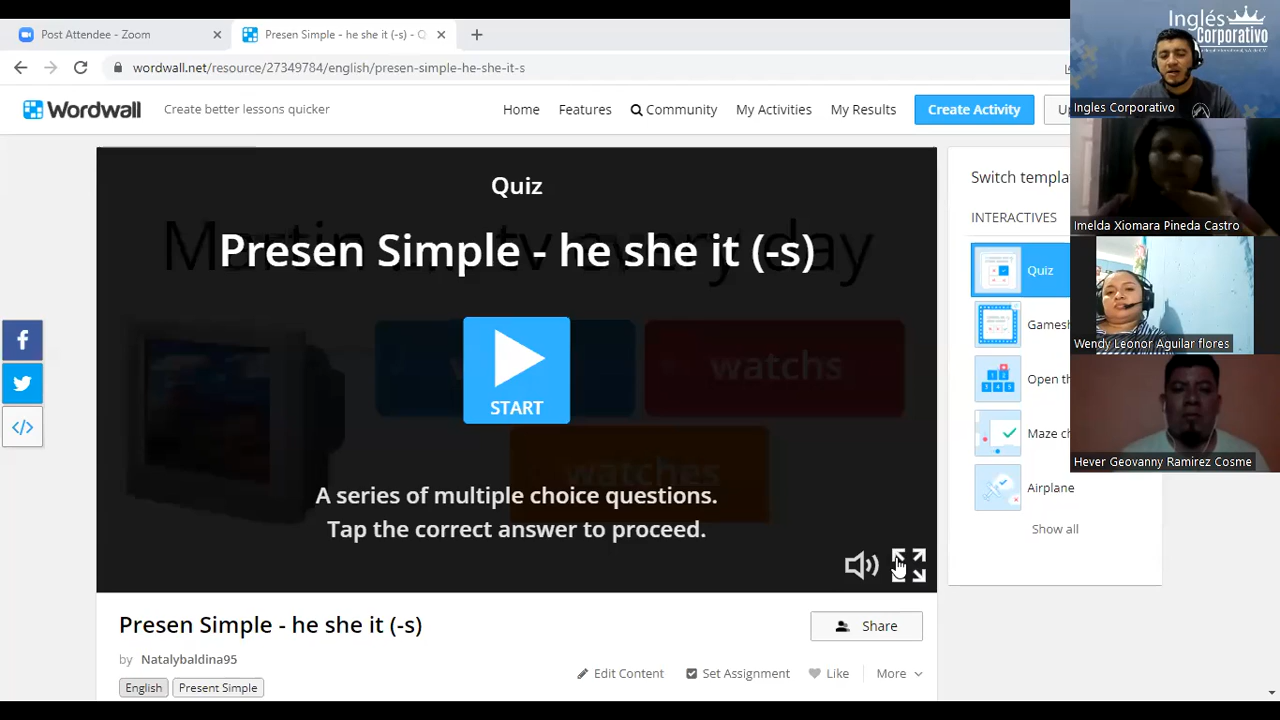 Post Attendee - Zoom
Presen Simple - he she it (-s) - Q
wordwall.net/resource/27349784/english/presen-simple-he-she-it-s
Wordwall
Create better lessons quicker
Home
Features
Community
My Activities
My Results
Create Activity
Quiz
Presen Simple - he she it (-s)
watchs
watches
START
A series of multiple choice questions.
Tap the correct answer to proceed.
Switch templa
INTERACTIVES
Quiz
Gamesh
Open th
Maze ch
Airplane
Show all
Presen Simple - he she it (-s)
Share
by Natalybaldina95
Edit Content
Set Assignment
Like
More
English
Present Simple
Inglés
Corporativo
Ingles Corporativo
Imelda Xiomara Pineda Castro
Wendy Leonor Aguilar flores
Hever Geovanny Ramirez Cosme